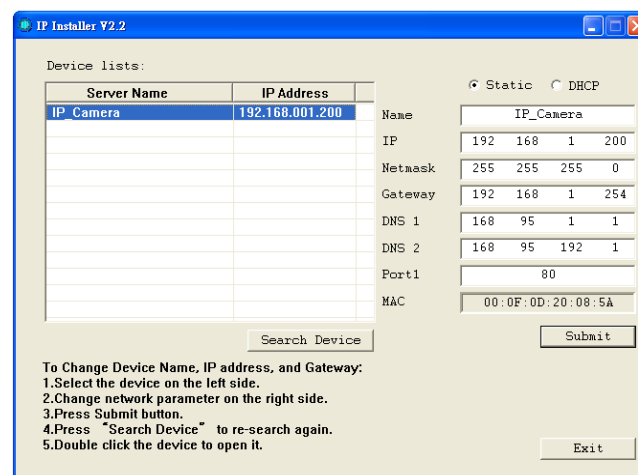 IP Installer V2.2
Device lists:
Server Name IP Address
IP_Camera 192.168.001.200
Static DHCP
Name IP_Camera
IP 192 168 1 200
Netmask 255 255 255 0
Gateway 192 168 1 254
DNS 1 168 95 1 1
DNS 2 168 95 192 1
Port1 80
MAC 00:0F:0D:20:08:5A
Search Device
Submit
To Change Device Name, IP address, and Gateway:
1.Select the device on the left side.
2.Change network parameter on the right side.
3.Press Submit button.
4.Press “Search Device” to re-search again.
5.Double click the device to open it.
Exit